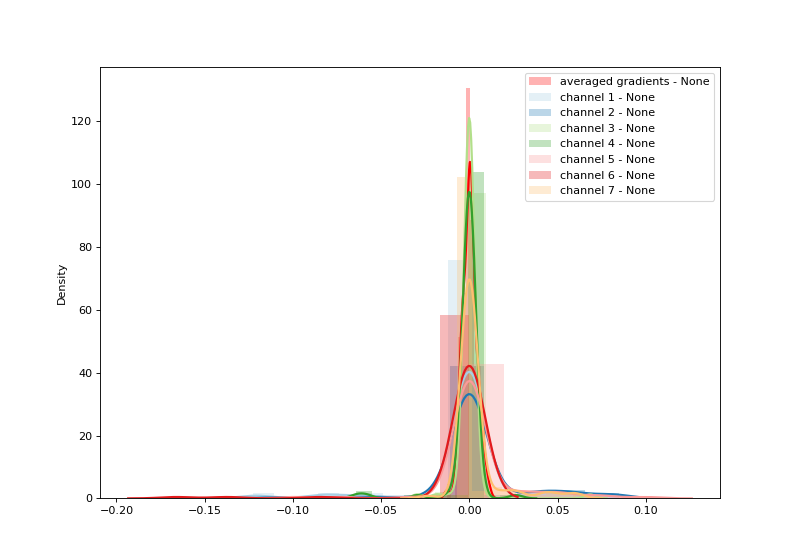 averaged gradients - None
channel 1 - None
channel 2 - None
channel 3 - None
channel 4 - None
channel 5 - None
channel 6 - None
channel 7 - None
Density
120
100
80
60
40
20
0
−0.20 −0.15 −0.10 −0.05 0.00 0.05 0.10